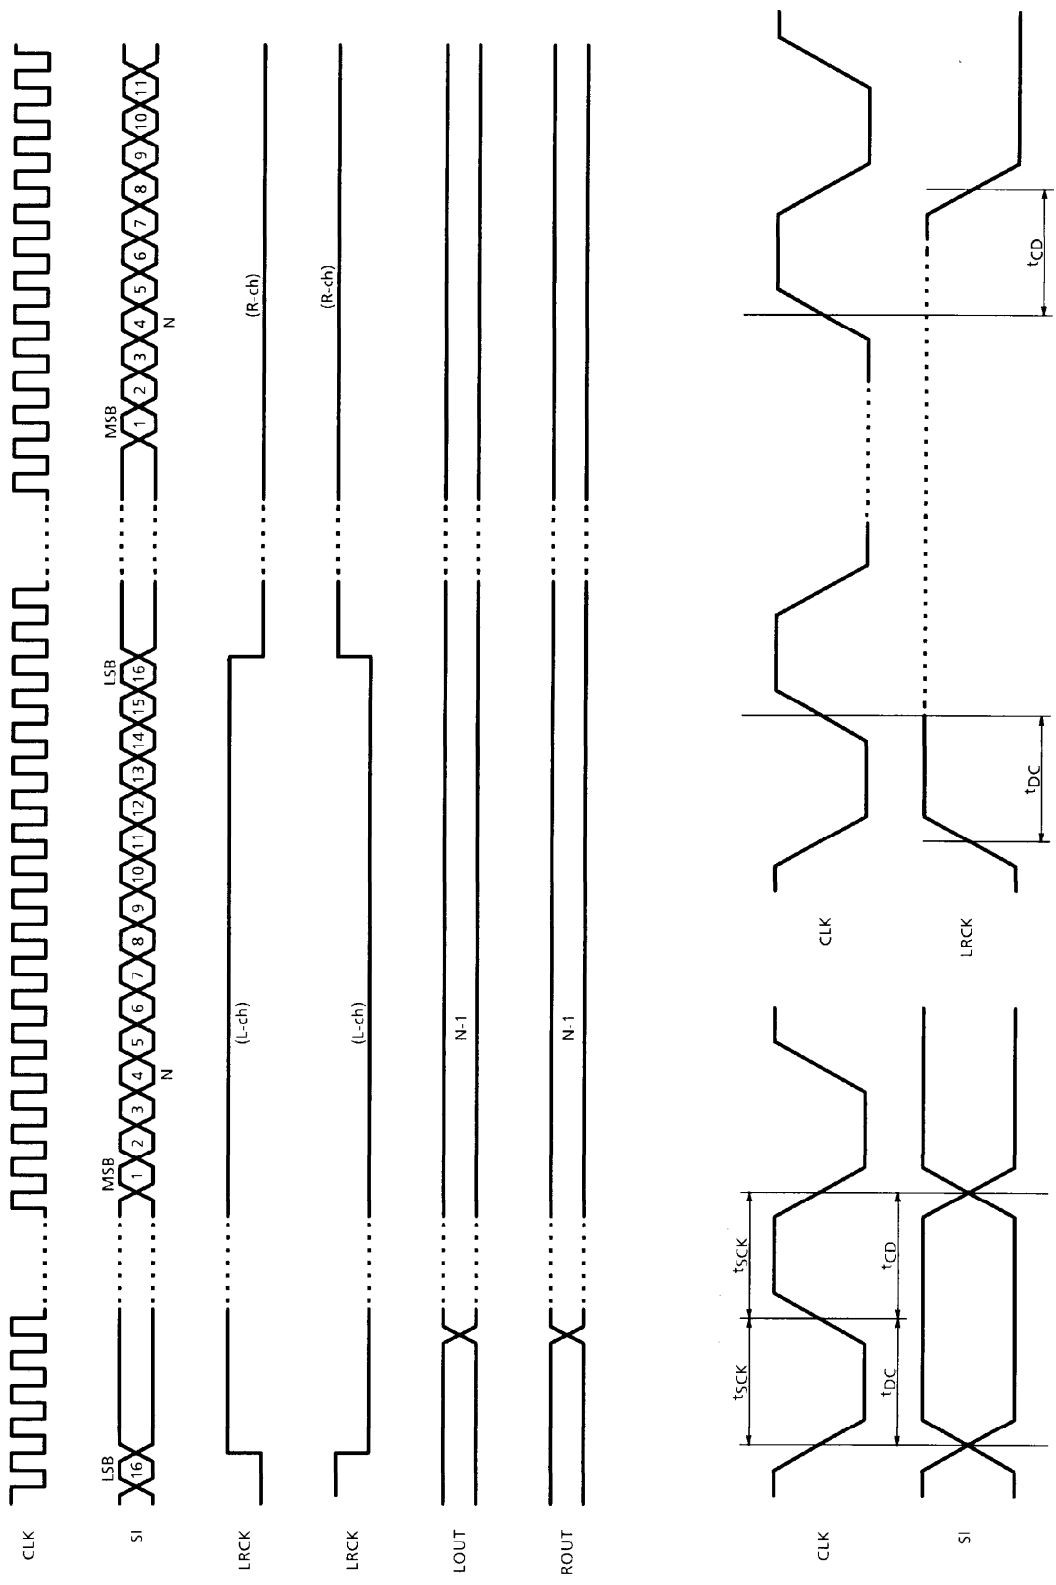 CLK
SI
LSB
16
MSB
1 2 3 4 5 6 7 8 9 10 11 12 13 14 15 16
N
LSB
MSB
1 2 3 4 5 6 7 8 9 10 11
N
LRCK
(L-ch)
(R-ch)
LRCK
(L-ch)
(R-ch)
LOUT
N-1
ROUT
N-1
CLK
tSCK
tSCK
tDC
tCD
SI
CLK
LRCK
tDC
tCD